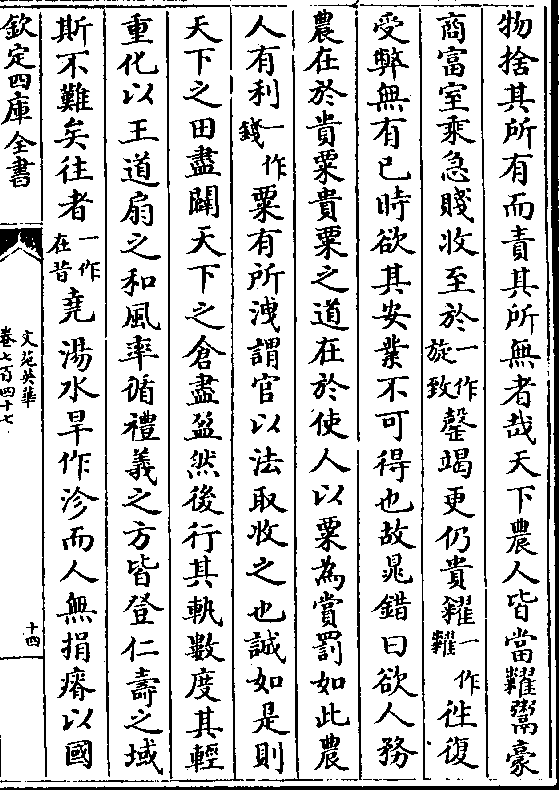 物捨其所有而責其所無者哉天下農人皆當糶鬻豪
商富室乘急賤收至於一作旋致罄竭更仍貴糴一作糶往復
受弊無有已時欲其安業不可得也故晁錯曰欲人務
農在於貴粟貴粟之道在於使人以粟為賞罰如此農
人有利一作錢粟有所洩謂官以法取收之也誠如是則
天下之田盡闢天下之倉盡盈然後行其軌數度其輕
重化以王道扇之和風率循禮義之方皆登仁壽之域
斯不難矣往者一作在昔堯湯水旱作沴而人無捐瘠以國
欽定四庫全書
文苑英華
卷七百四十七
十四